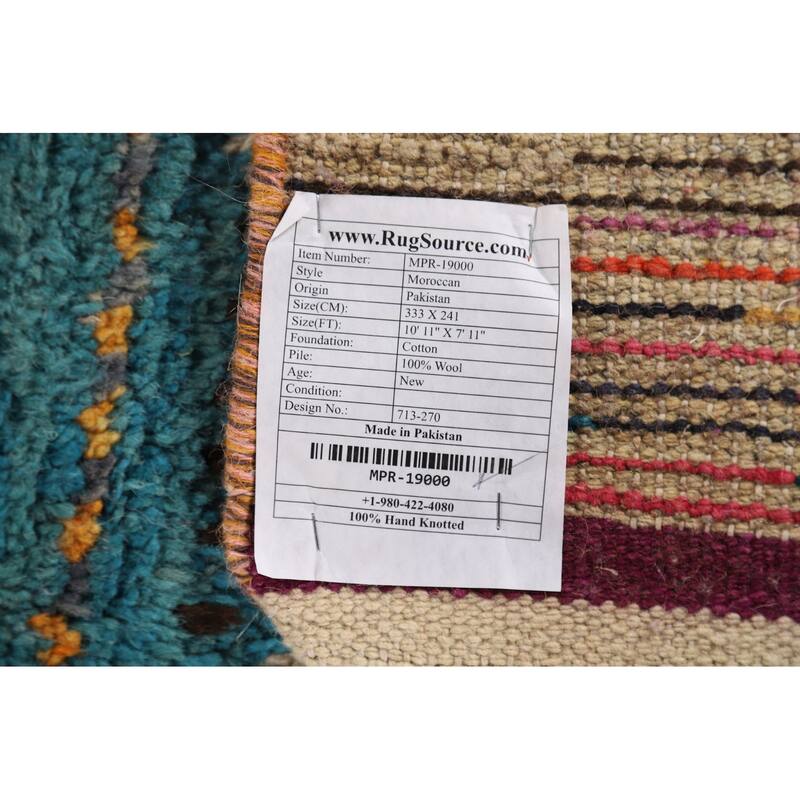 www.RugSource.com
Item Number: MPR-19000
Style Moroccan
Origin Pakistan
Size(CM): 333 X 241
Size(FT): 10' 11" X 7' 11"
Foundation: Cotton
Pile: 100% Wool
Age: New
Condition:
Design No.: 713-270
Made in Pakistan
MPR-19000
+1-980-422-4080
100% Hand Knotted